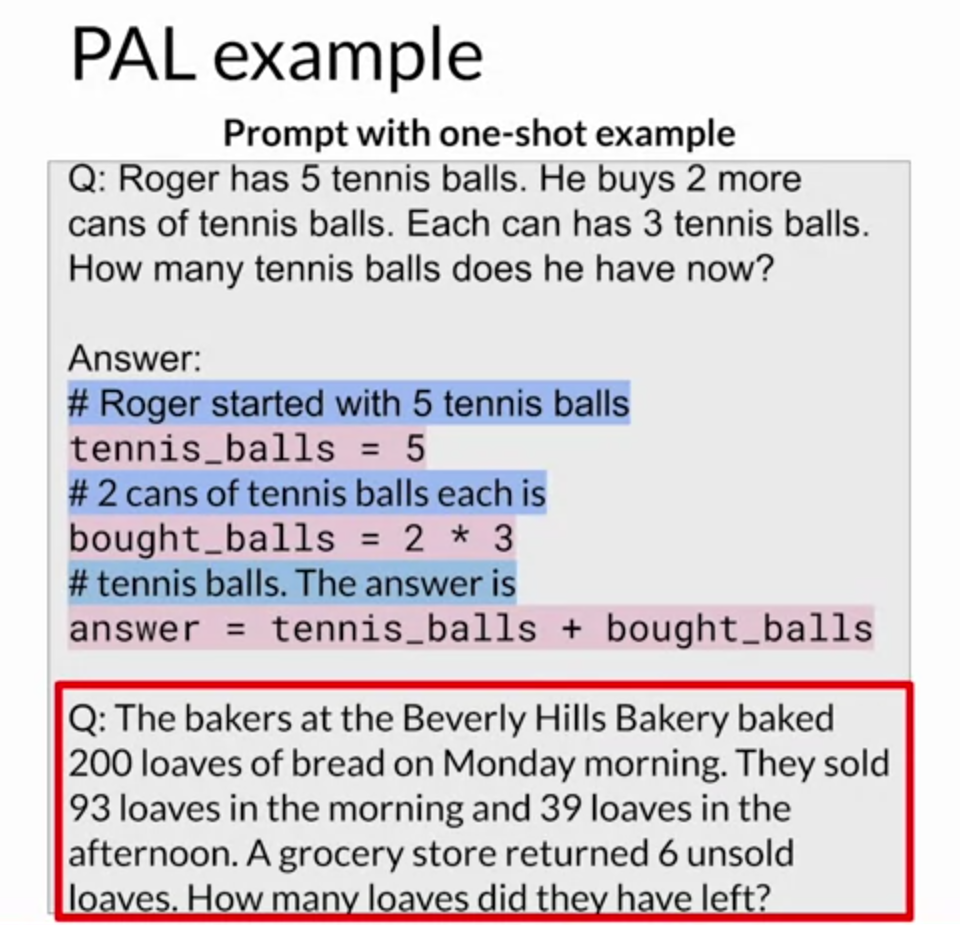 PAL example
Prompt with one-shot example
Q: Roger has 5 tennis balls. He buys 2 more
cans of tennis balls. Each can has 3 tennis balls.
How many tennis balls does he have now?
Answer:
# Roger started with 5 tennis balls
tennis_balls = 5
# 2 cans of tennis balls each is
bought_balls = 2 * 3
# tennis balls. The answer is
answer = tennis_balls + bought_balls
Q: The bakers at the Beverly Hills Bakery baked
200 loaves of bread on Monday morning. They sold
93 loaves in the morning and 39 loaves in the
afternoon. A grocery store returned 6 unsold
loaves. How many loaves did they have left?